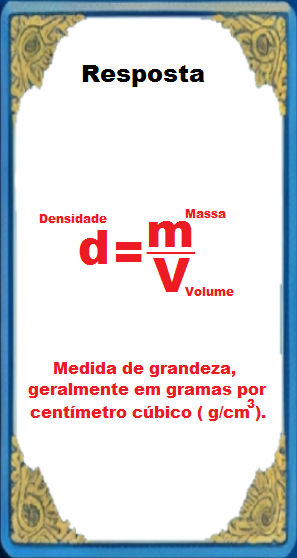 Resposta
Densidade
Massa
d = m
V
Volume
Medida de grandeza,
geralmente em gramas por
centímetro cúbico ( g/cm³).